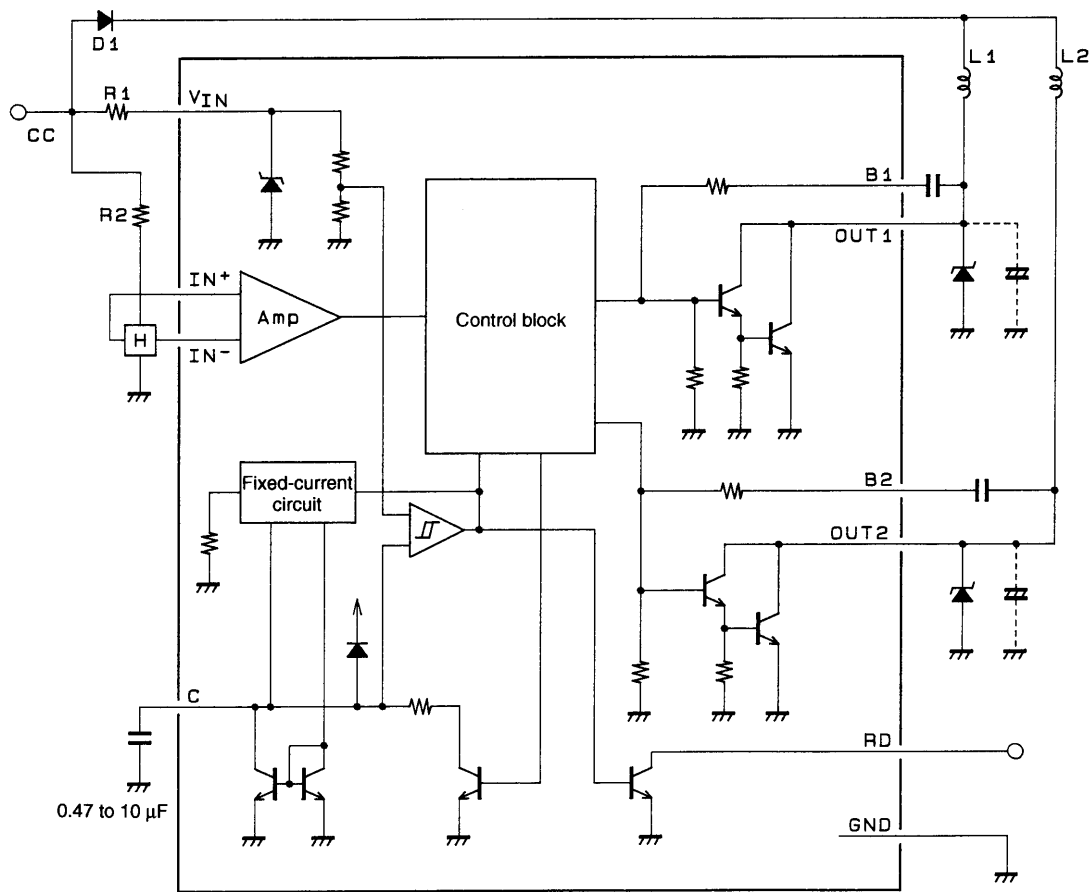 D1
L1
L2
R1
VIN
CC
B1
R2
OUT1
IN+
Amp
Control block
H
IN-
Fixed-current
circuit
B2
OUT2
C
RD
0.47 to 10 µF
GND